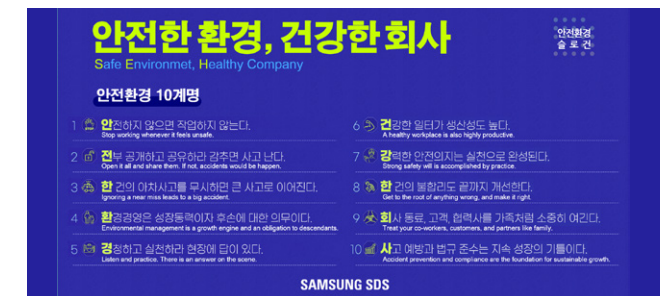 안전한 환경, 건강한 회사
Safe Environmet, Healthy Company
안전환경
슬로건
안전환경 10계명
1 안전하지 않으면 작업하지 않는다.
Stop working whenever it feels unsafe.
2 전부 공개하고 공유하라 감추면 사고 난다.
Open it all and share them. If not, accidents would be happen.
3 한 건의 아차사고를 무시하면 큰 사고로 이어진다.
Ignoring a near miss leads to a big accident.
4 환경경영은 성장동력이자 후손에 대한 의무이다.
Environmental management is a growth engine and an obligation to descendants.
5 경청하고 실천하라 현장에 답이 있다.
Listen and practice. There is an answer on the scene.
6 건강한 일터가 생산성도 높다.
A healthy workplace is also highly productive.
7 강력한 안전의지는 실천으로 완성된다.
Strong safety will is accomplished by practice.
8 한 건의 불합리도 끝까지 개선한다.
Get to the root of anything wrong, and make it right.
9 회사 동료, 고객, 협력사를 가족처럼 소중히 여긴다.
Treat your co-workers, customers, and partners like family.
10 사고 예방과 법규 준수는 지속 성장의 기틀이다.
Accident prevention and compliance are the foundation for sustainable growth.
SAMSUNG SDS